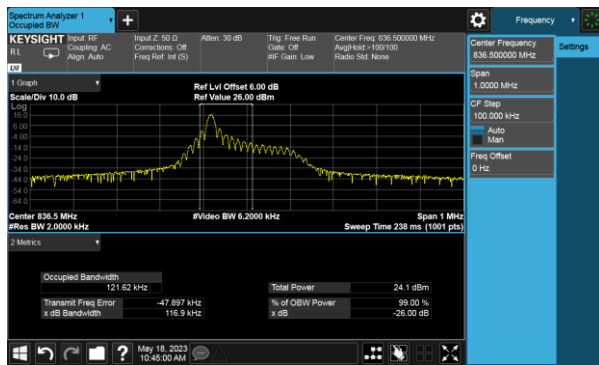 Spectrum Analyzer 1
Occupied BW
Frequency
KEYSIGHT
RL
Input: RF
Coupling: AC
Align: Auto
Input Z: 50 Ω
Corrections: Off
Freq Ref: Int (S)
Atten: 30 dB
Trig: Free Run
Gate: Off
#IF Gain: Low
Center Freq: 836.500000 MHz
Avg|Hold:>100/100
Radio Std: None
LXI
Center Frequency
836.500000 MHz
Settings
Span
1.0000 MHz
CF Step
100.000 kHz
Auto
Man
Freq Offset
0 Hz
1 Graph
Scale/Div 10.0 dB
Ref Lvl Offset 6.00 dB
Ref Value 26.00 dBm
Log
16.0
6.00
-4.00
-14.0
-24.0
-34.0
-44.0
-54.0
-64.0
Center 836.5 MHz
#Video BW 6.2000 kHz
Span 1 MHz
#Res BW 2.0000 kHz
Sweep Time 238 ms (1001 pts)
2 Metrics
Occupied Bandwidth
121.62 kHz
Total Power
24.1 dBm
Transmit Freq Error
-47.897 kHz
% of OBW Power
99.00 %
x dB Bandwidth
116.9 kHz
x dB
-26.00 dB
?
May 18, 2023
10:45:00 AM